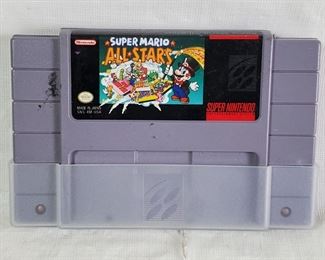 Nintendo
SUPER MARIO
ALL-STARS
MADE IN JAPAN
SUPER NINTENDO